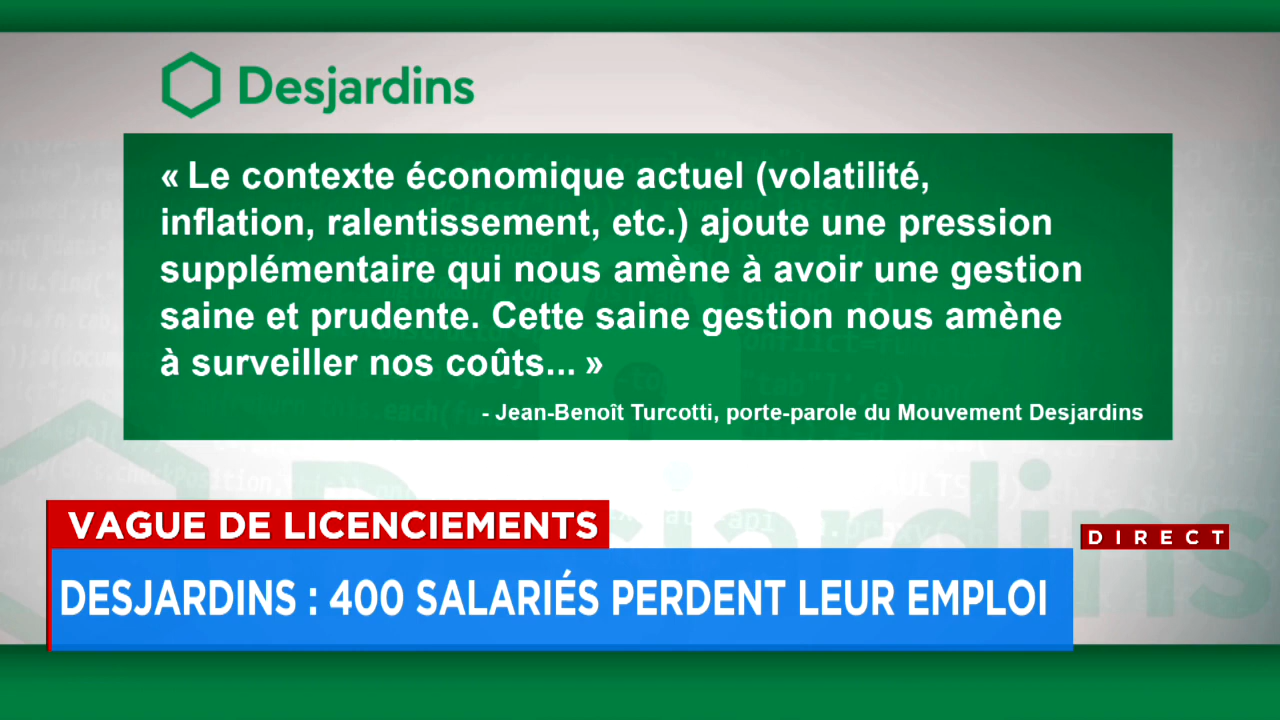 Desjardins
« Le contexte économique actuel (volatilité,
inflation, ralentissement, etc.) ajoute une pression
supplémentaire qui nous amène à avoir une gestion
saine et prudente. Cette saine gestion nous amène
à surveiller nos coûts... »
- Jean-Benoît Turcotti, porte-parole du Mouvement Desjardins
VAGUE DE LICENCIEMENTS
DIRECT
DESJARDINS : 400 SALARIÉS PERDENT LEUR EMPLOI